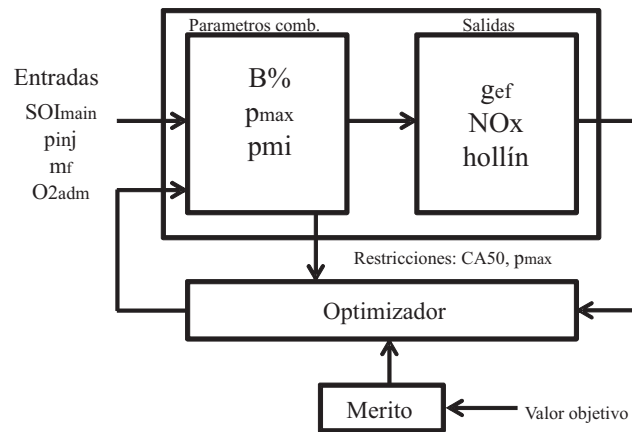 Parametros comb.
Salidas
Entradas
SOImain
pinj
mf
O2adm
B%
pmax
pmi
gef
NOx
hollín
Restricciones: CA50, pmax
Optimizador
Merito
Valor objetivo